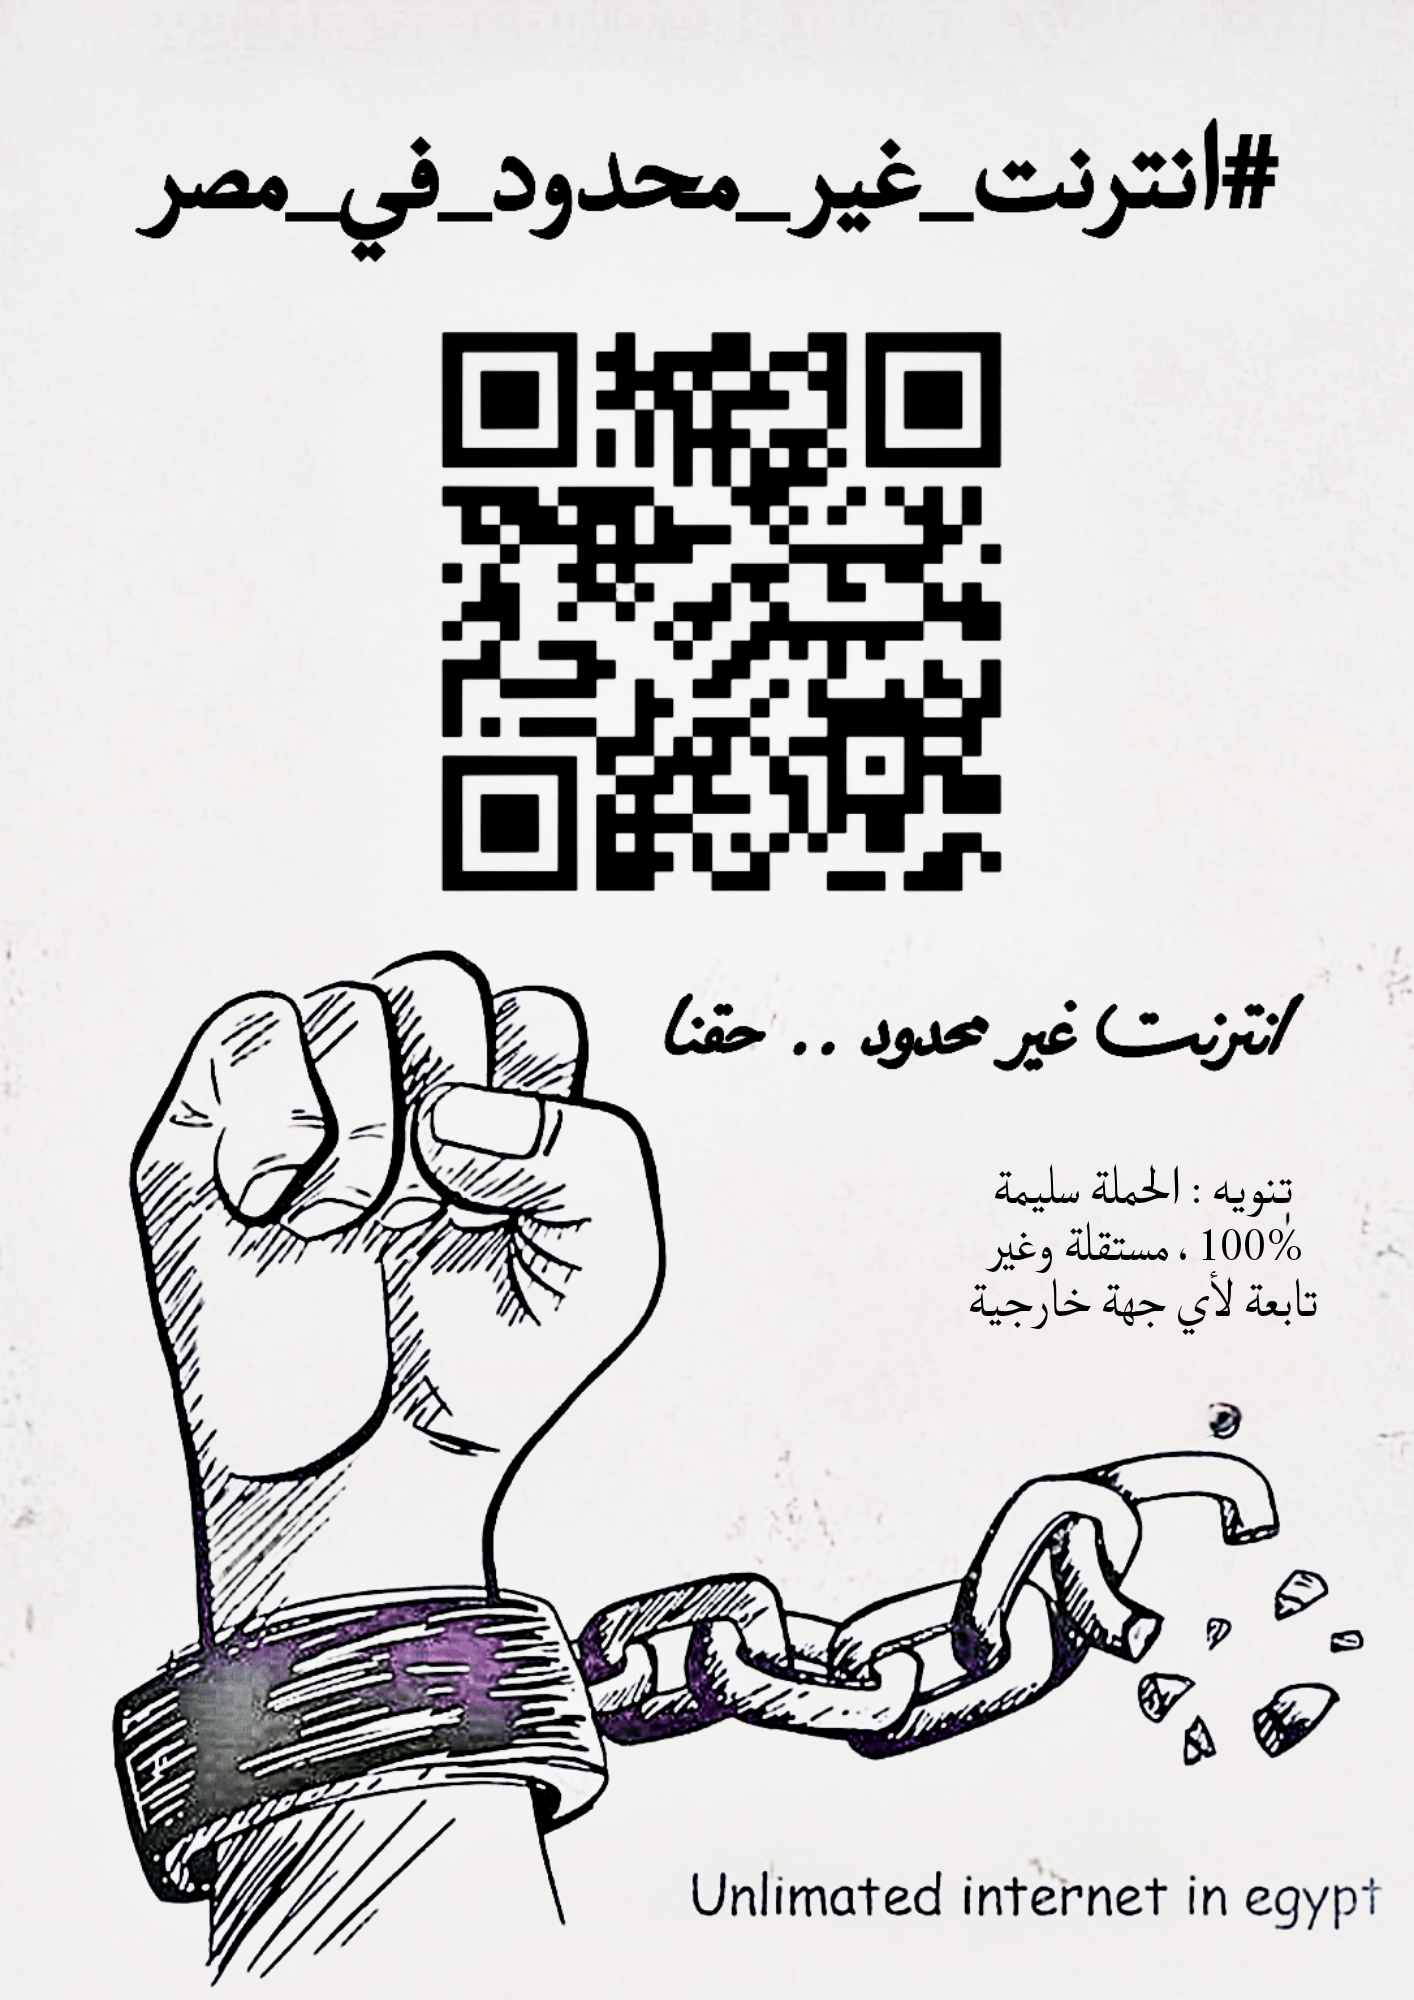 #انترنت_غير_محدود_في_مصر
انترنت غير محدود .. حقنا
تنويه : الحملة سليمة
100% ، مستقلة وغير
تابعة لأي جهة خارجية
Unlimated internet in egypt